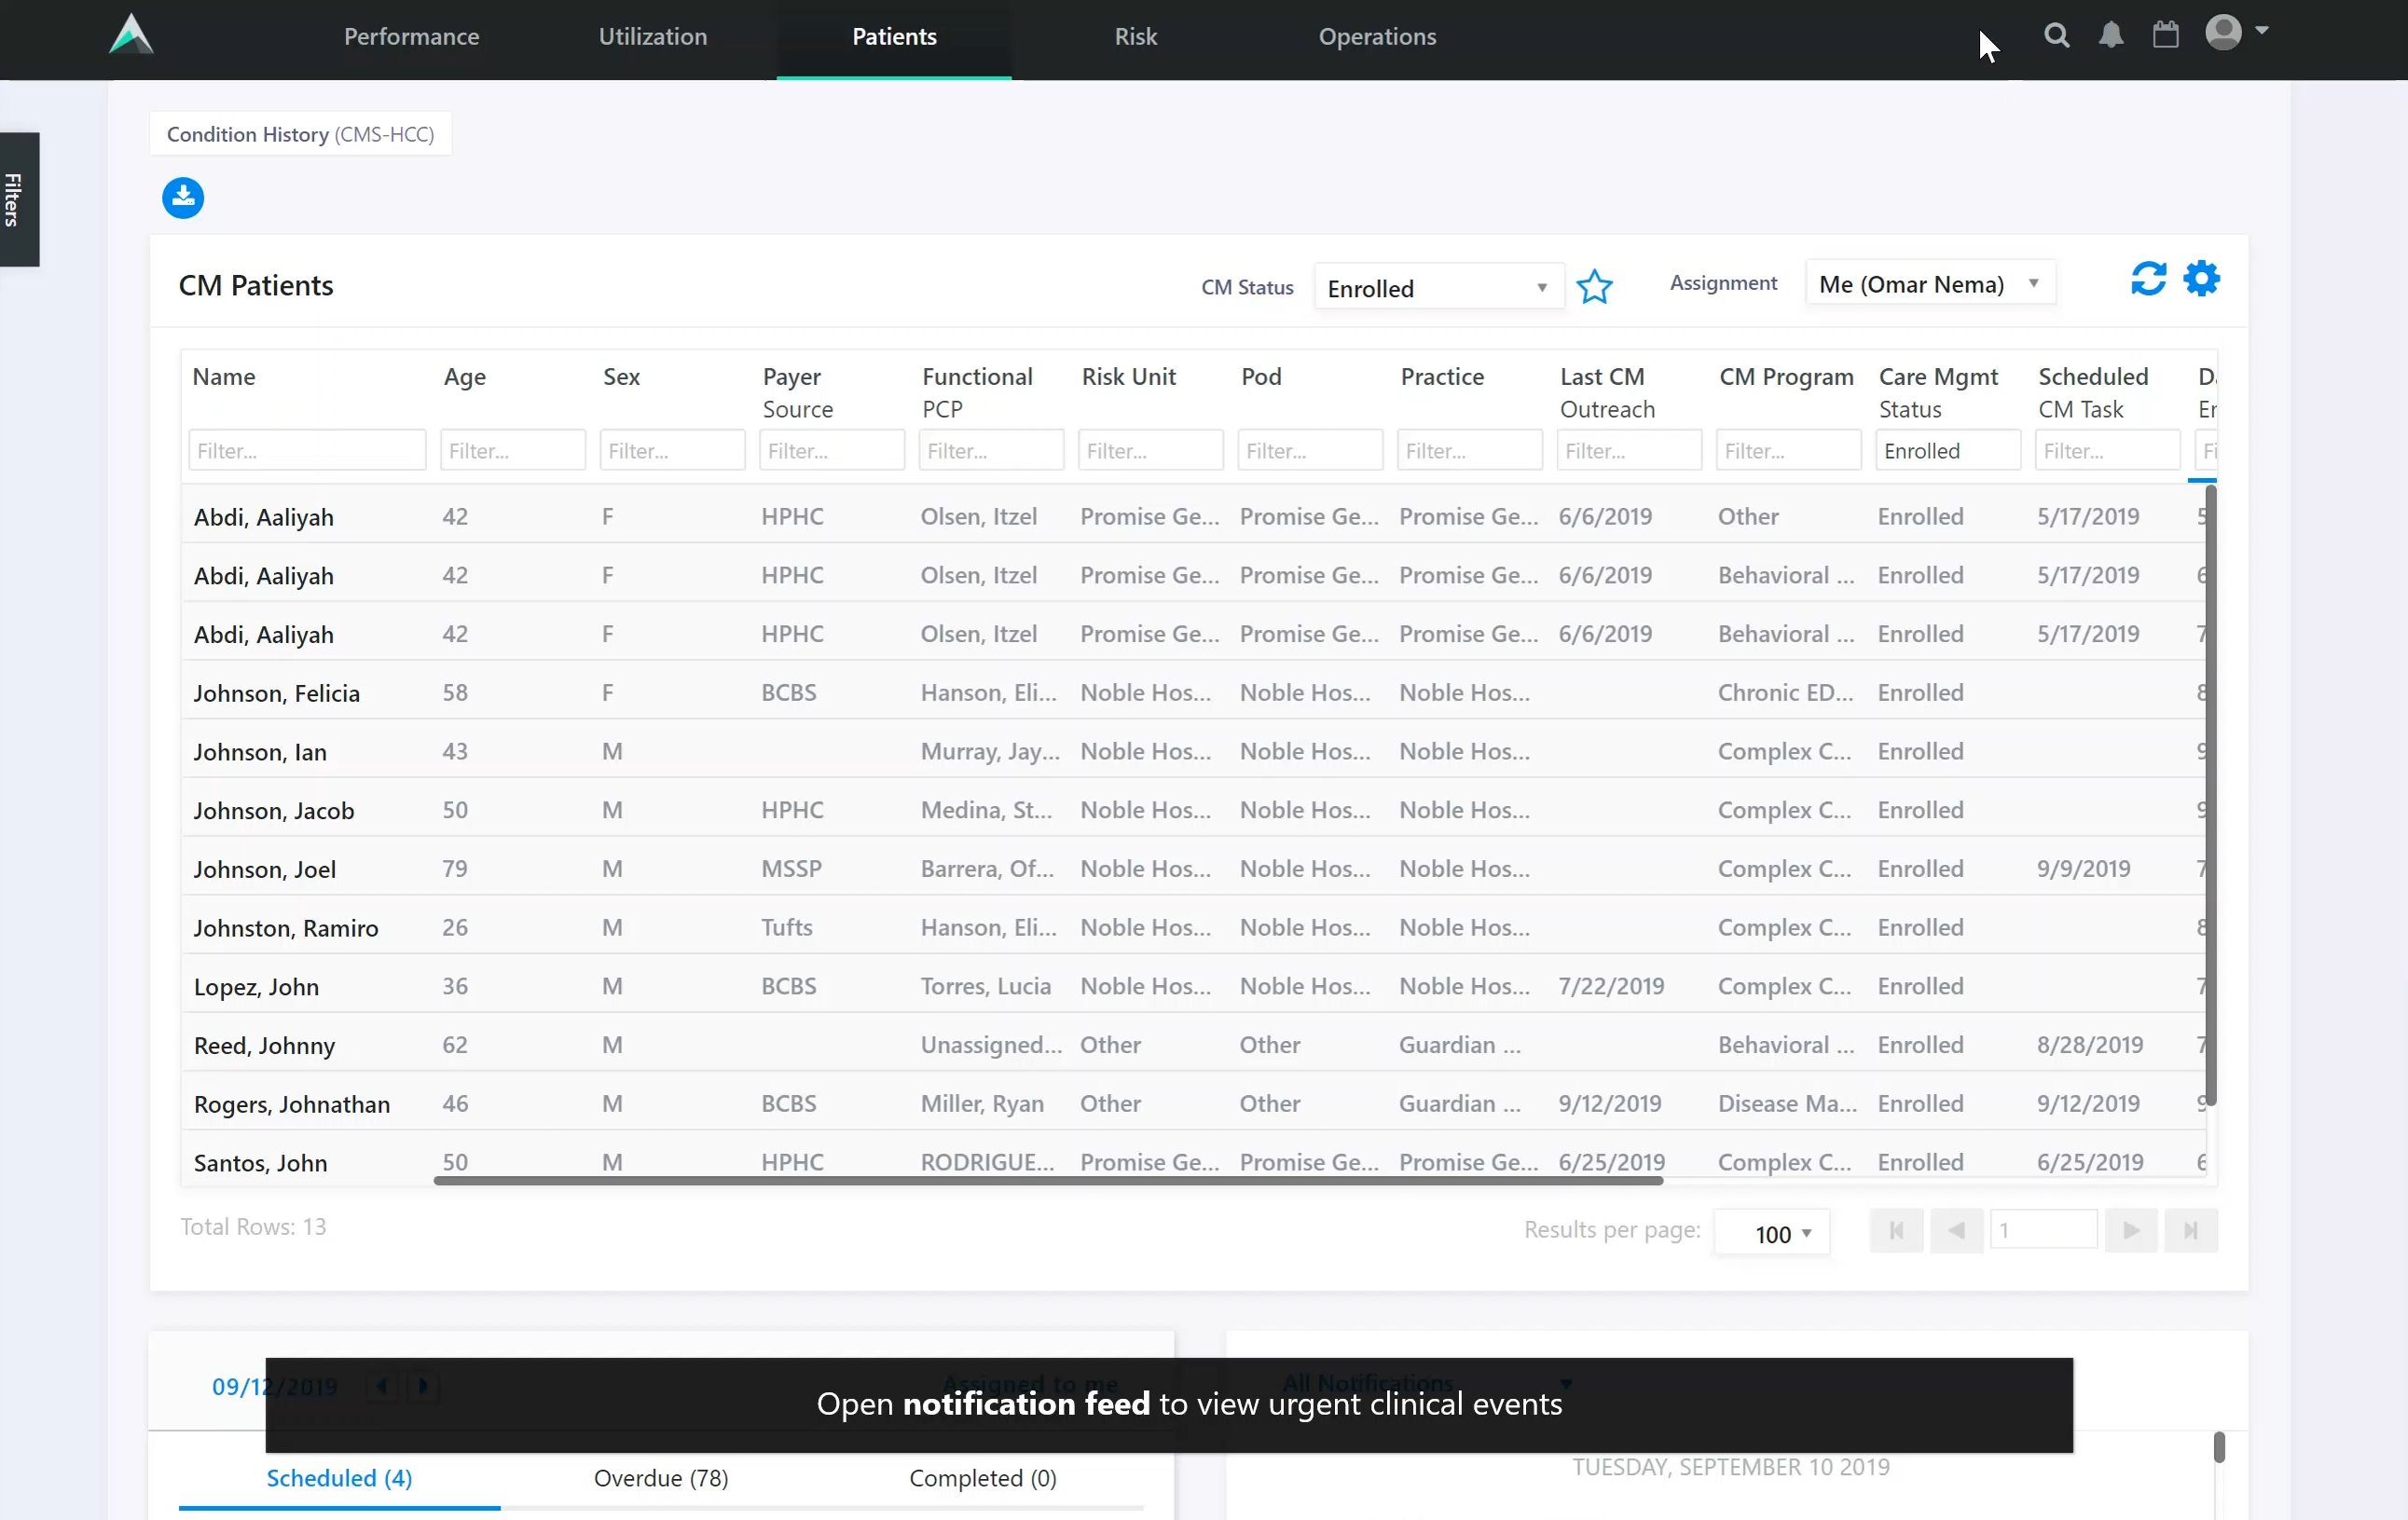 Performance Utilization Patients Risk Operations
Filters
Condition History (CMS-HCC)
CM Patients CM Status Enrolled Assignment Me (Omar Nema)
Name Age Sex Payer Source Functional PCP Risk Unit Pod Practice Last CM Outreach CM Program Care Mgmt Status Scheduled CM Task
Filter... Filter... Filter... Filter... Filter... Filter... Filter... Filter... Filter... Filter... Enrolled Filter...
Abdi, Aaliyah 42 F HPHC Olsen, Itzel Promise Ge... Promise Ge... Promise Ge... 6/6/2019 Other Enrolled 5/17/2019
Abdi, Aaliyah 42 F HPHC Olsen, Itzel Promise Ge... Promise Ge... Promise Ge... 6/6/2019 Behavioral ... Enrolled 5/17/2019
Abdi, Aaliyah 42 F HPHC Olsen, Itzel Promise Ge... Promise Ge... Promise Ge... 6/6/2019 Behavioral ... Enrolled 5/17/2019
Johnson, Felicia 58 F BCBS Hanson, Eli... Noble Hos... Noble Hos... Noble Hos... Chronic ED... Enrolled
Johnson, Ian 43 M Murray, Jay... Noble Hos... Noble Hos... Noble Hos... Complex C... Enrolled
Johnson, Jacob 50 M HPHC Medina, St... Noble Hos... Noble Hos... Noble Hos... Complex C... Enrolled
Johnson, Joel 79 M MSSP Barrera, Of... Noble Hos... Noble Hos... Noble Hos... Complex C... Enrolled 9/9/2019
Johnston, Ramiro 26 M Tufts Hanson, Eli... Noble Hos... Noble Hos... Noble Hos... Complex C... Enrolled
Lopez, John 36 M BCBS Torres, Lucia Noble Hos... Noble Hos... Noble Hos... 7/22/2019 Complex C... Enrolled
Reed, Johnny 62 M Unassigned... Other Other Guardian ... Behavioral ... Enrolled 8/28/2019
Rogers, Johnathan 46 M BCBS Miller, Ryan Other Other Guardian ... 9/12/2019 Disease Ma... Enrolled 9/12/2019
Santos, John 50 M HPHC RODRIGUE... Promise Ge... Promise Ge... Promise Ge... 6/25/2019 Complex C... Enrolled 6/25/2019
Total Rows: 13 Results per page: 100 1
09/12/2019 Assigned to me All Notifications
Open notification feed to view urgent clinical events
Scheduled (4) Overdue (78) Completed (0)
TUESDAY, SEPTEMBER 10 2019